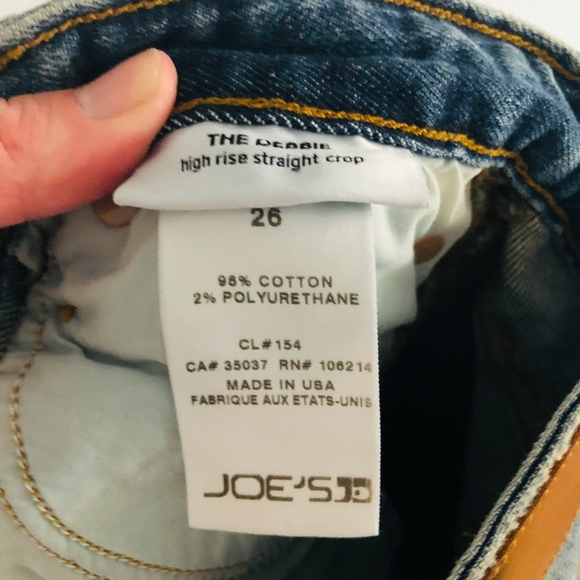 THE DEBBIE
high rise straight crop
26
98% COTTON
2% POLYURETHANE
CL# 154
CA# 35037 RN# 106214
MADE IN USA
FABRIQUE AUX ETATS-UNIS
JOE'S